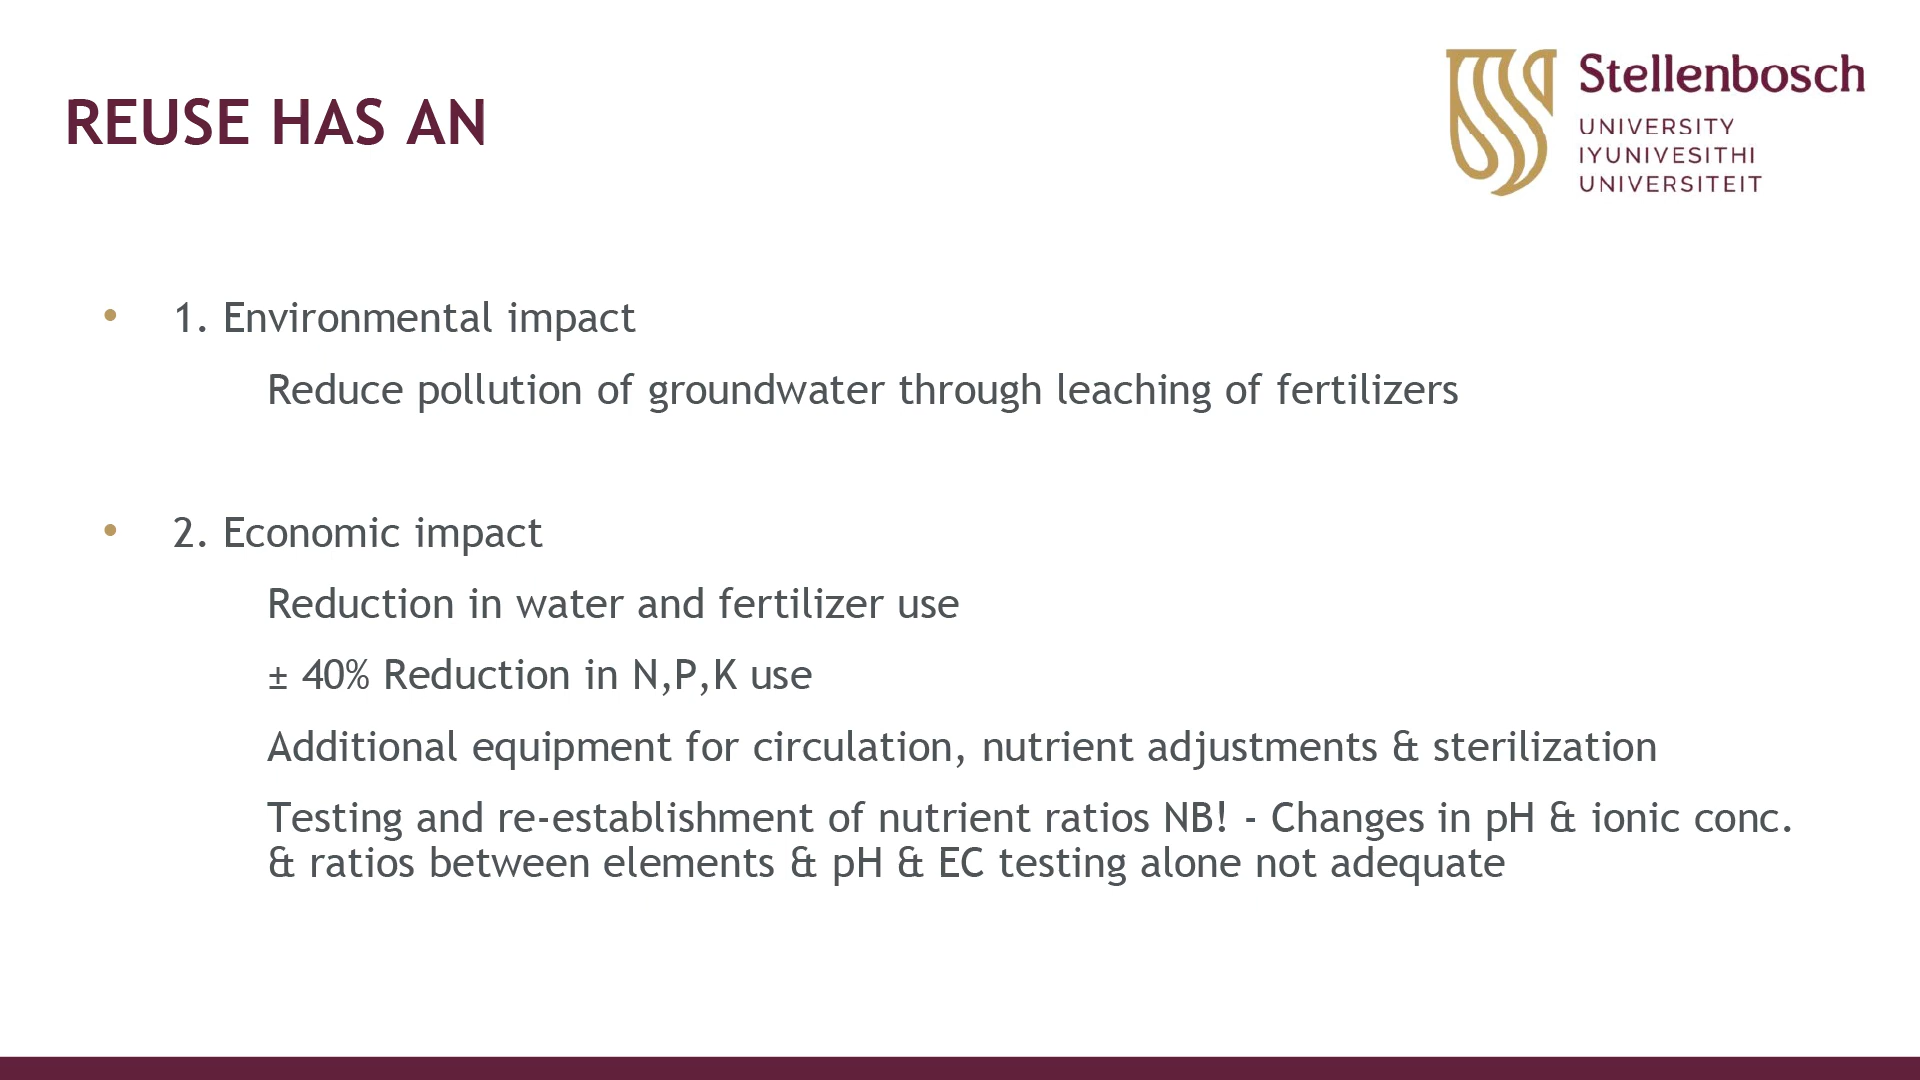 REUSE HAS AN
Stellenbosch
UNIVERSITY
IYUNIVESITHI
UNIVERSITEIT
• 1. Environmental impact
Reduce pollution of groundwater through leaching of fertilizers
• 2. Economic impact
Reduction in water and fertilizer use
± 40% Reduction in N,P,K use
Additional equipment for circulation, nutrient adjustments & sterilization
Testing and re-establishment of nutrient ratios NB! - Changes in pH & ionic conc.
& ratios between elements & pH & EC testing alone not adequate